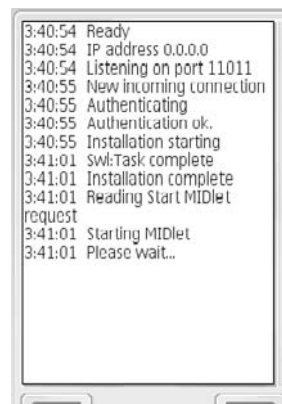 3:40:54 Ready
3:40:54 IP address 0.0.0.0
3:40:54 Listening on port 11011
3:40:55 New incoming connection
3:40:55 Authenticating
3:40:55 Authentication ok.
3:40:55 Installation starting
3:41:01 Swl:Task complete
3:41:01 Installation complete
3:41:01 Reading Start MIDlet
request
3:41:01 Starting MIDlet
3:41:01 Please wait...